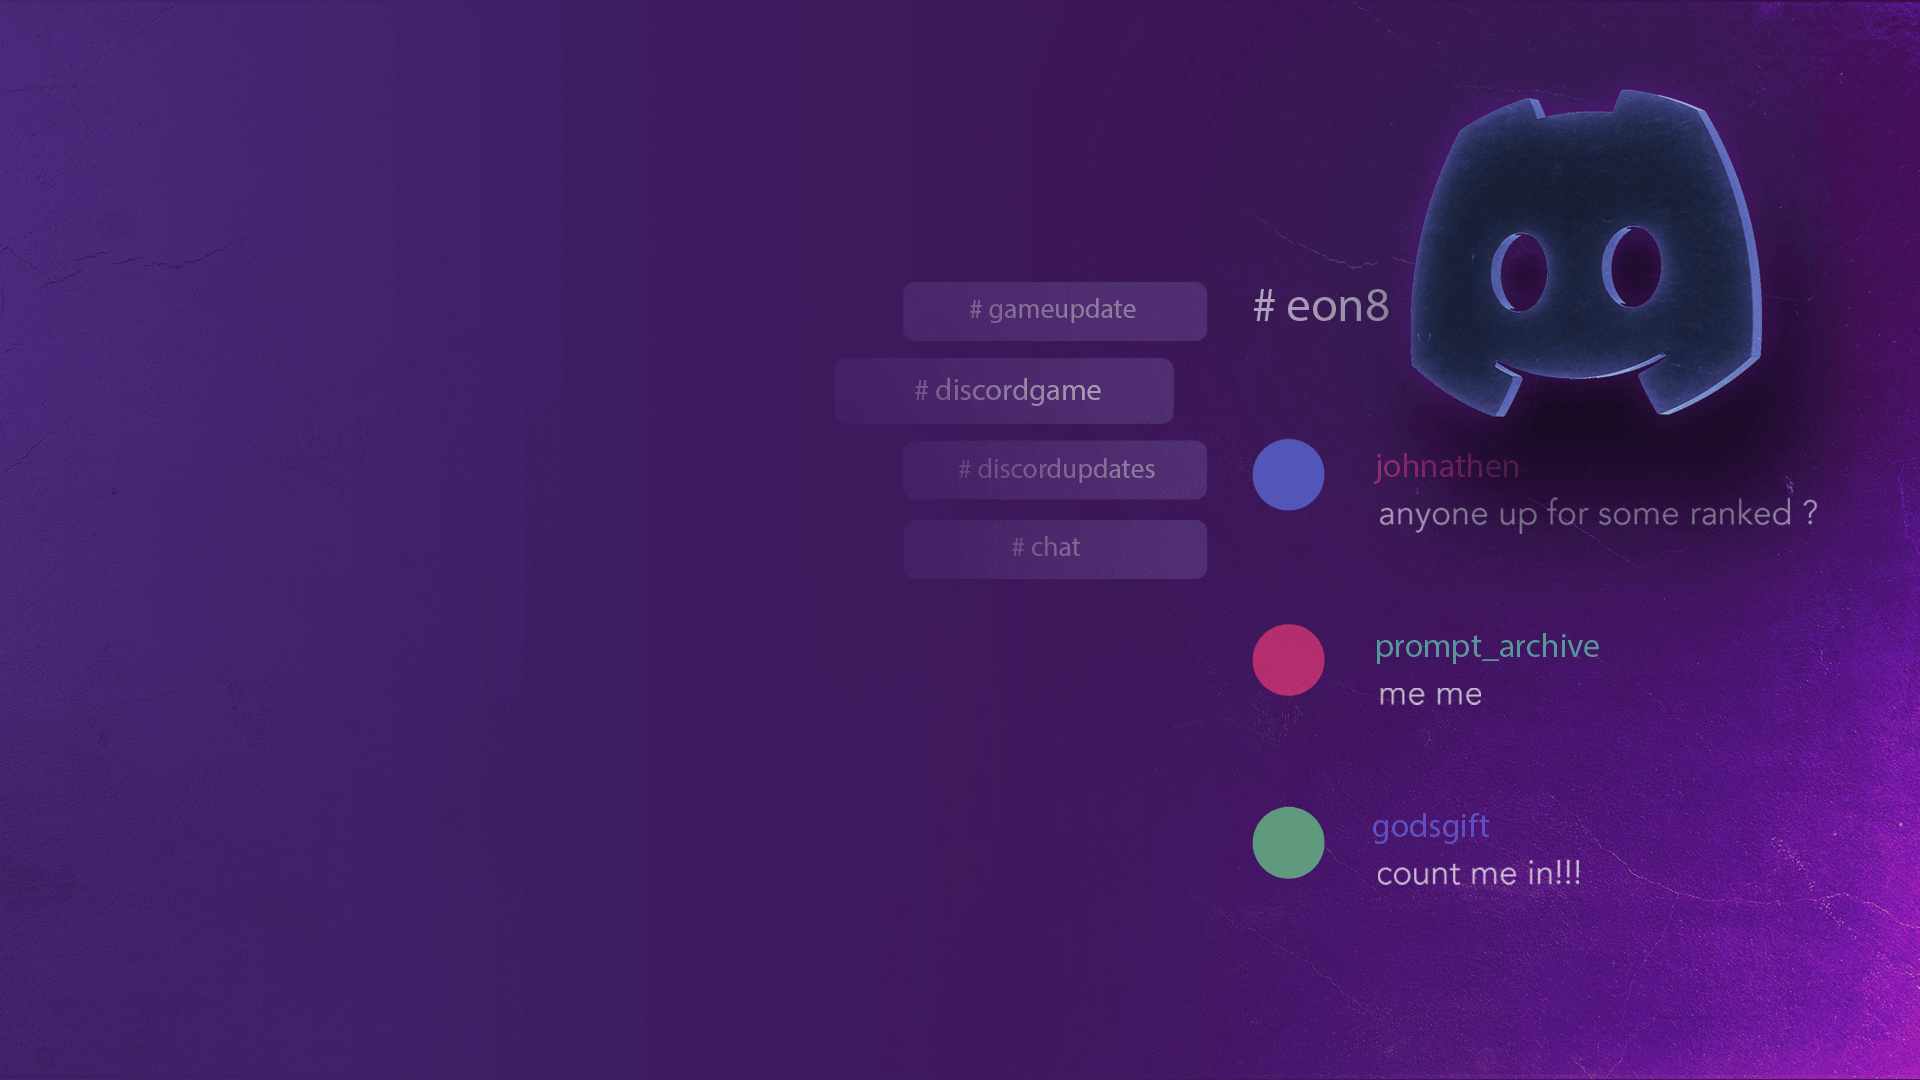 # gameupdate
# discordgame
# discordupdates
# chat
# eon8
johnathen
anyone up for some ranked ?
prompt_archive
me me
godsgift
count me in!!!